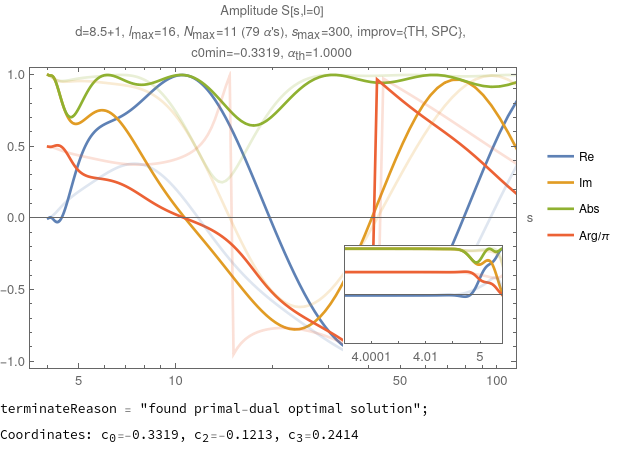 Amplitude S[s,l=0]
d=8.5+1, lmax=16, Nmax=11 (79 α's), smax=300, improv={TH, SPC},
c0min=−0.3319, αth=1.0000
1.0
0.5
0.0
−0.5
−1.0
s
Re
Im
Abs
Arg/π
4.0001 4.01 5
5 10 50 100
terminateReason = "found primal-dual optimal solution";
Coordinates: c0=-0.3319, c2=-0.1213, c3=0.2414